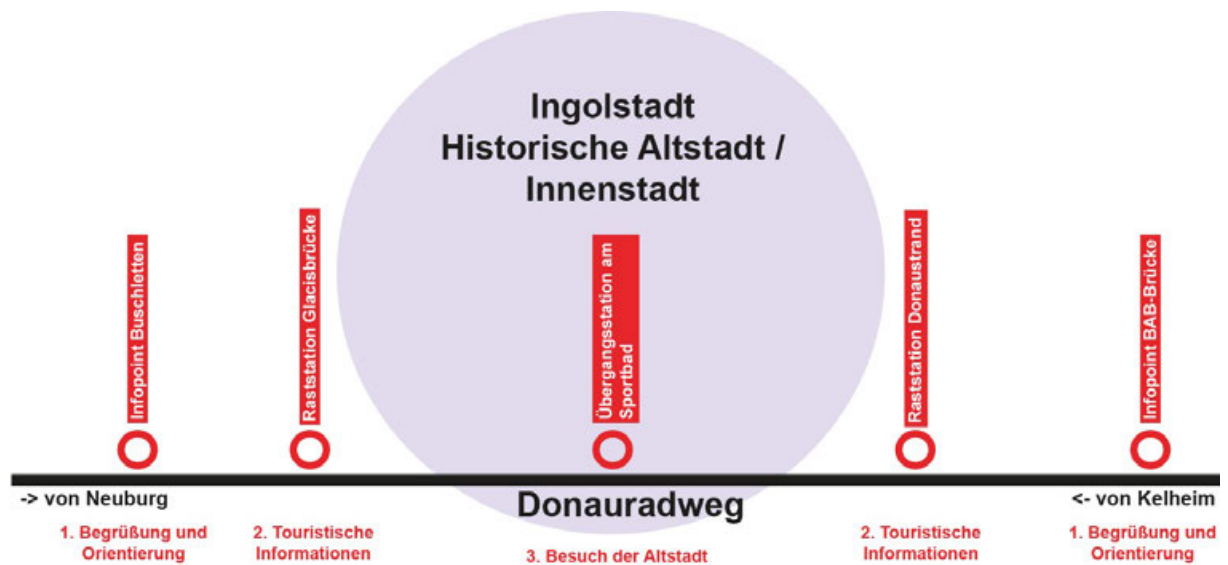 Ingolstadt
Historische Altstadt /
Innenstadt
Infopoint Buschletten
Raststation Glacisbrücke
Übergangsstation am
Sportbad
Raststation Donaustrand
Infopoint BAB-Brücke
-> von Neuburg
Donauradweg
<- von Kelheim
1. Begrüßung und
Orientierung
2. Touristische
Informationen
3. Besuch der Altstadt
2. Touristische
Informationen
1. Begrüßung und
Orientierung